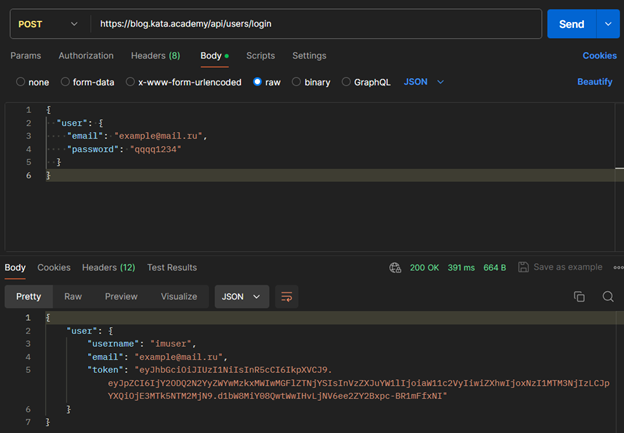 POST https://blog.kata.academy/api/users/login Send
Params Authorization Headers (8) Body Scripts Settings Cookies
none form-data x-www-form-urlencoded raw binary GraphQL JSON Beautify
1 {
2 "user": {
3 "email": "example@mail.ru",
4 "password": "qqqq1234"
5 }
6 }
Body Cookies Headers (12) Test Results 200 OK 391 ms 664 B Save as example
Pretty Raw Preview Visualize JSON
1 {
2 "user": {
3 "username": "imuser",
4 "email": "example@mail.ru",
5 "token": "eyJhbGciOiJIUzI1NiIsInR5cCI6IkpXVCJ9.
eyJpZCI6IjY2ODQ2N2YyZWYwMzkxMWIwMGFlZTNjYSIsInVzZXJuYW1lIjoiaW11c2VyIiwiZXhwIjoxNzI1MTM3NjIzLCJp
YXQiOjE3MTk5NTM2MjN9.d1bW8MiY08QwtWwIHvLjNV6ee2ZY2Bxpc-BR1mFfxNI"
6 }
7 }